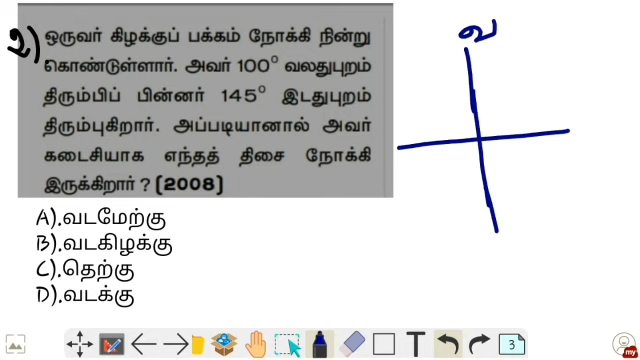 2)
ஒருவர் கிழக்குப் பக்கம் நோக்கி நின்று
கொண்டுள்ளார். அவர் 100° வலதுபுறம்
திரும்பிப் பின்னர் 145° இடதுபுறம்
திரும்புகிறார். அப்படியானால் அவர்
கடைசியாக எந்தத் திசை நோக்கி
இருக்கிறார் ? (2008)
A).வடமேற்கு
B).வடகிழக்கு
C).தெற்கு
D).வடக்கு
வ
T
3
my